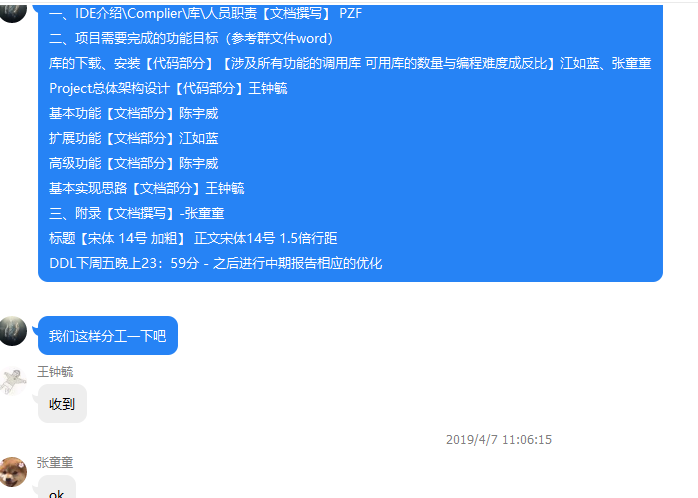 一、IDE介绍\Complier\库\人员职责【文档撰写】 PZF
二、项目需要完成的功能目标（参考群文件word）
库的下载、安装【代码部分】【涉及所有功能的调用库 可用库的数量与编程难度成反比】江如蓝、张童童
Project总体架构设计【代码部分】王钟毓
基本功能【文档部分】陈宇威
扩展功能【文档部分】江如蓝
高级功能【文档部分】陈宇威
基本实现思路【文档部分】王钟毓
三、附录【文档撰写】-张童童
标题【宋体 14号 加粗】 正文宋体14号 1.5倍行距
DDL下周五晚上23：59分 - 之后进行中期报告相应的优化
我们这样分工一下吧
王钟毓
收到
2019/4/7 11:06:15
张童童
ok